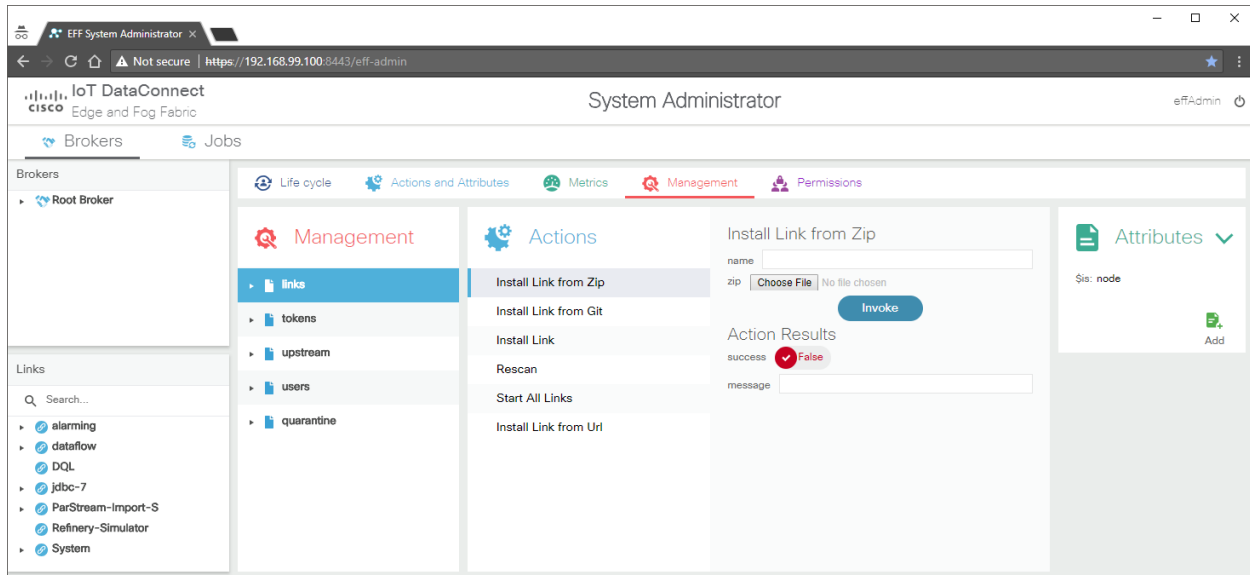 EFF System Administrator
Not secure | https://192.168.99.100:8443/eff-admin
CISCO
IoT DataConnect
Edge and Fog Fabric
System Administrator
effAdmin
Brokers
Jobs
Brokers
Root Broker
Links
Search...
alarming
dataflow
DQL
jdbc-7
ParStream-Import-S
Refinery-Simulator
System
Life cycle
Actions and Attributes
Metrics
Management
Permissions
Management
links
tokens
upstream
users
quarantine
Actions
Install Link from Zip
Install Link from Git
Install Link
Rescan
Start All Links
Install Link from Url
Install Link from Zip
name
zip Choose File No file chosen
Invoke
Action Results
success False
message
Attributes
$is: node
Add